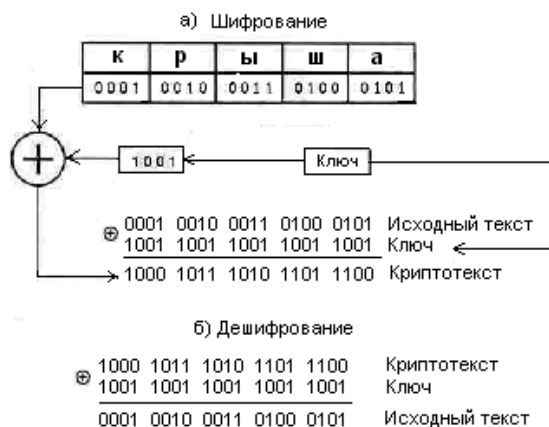 а) Шифрование
к р ы ш а
0001 0010 0011 0100 0101
1001 Ключ
0001 0010 0011 0100 0101 Исходный текст
⊕ 1001 1001 1001 1001 1001 Ключ
1000 1011 1010 1101 1100 Криптотекст
б) Дешифрование
1000 1011 1010 1101 1100 Криптотекст
⊕ 1001 1001 1001 1001 1001 Ключ
0001 0010 0011 0100 0101 Исходный текст